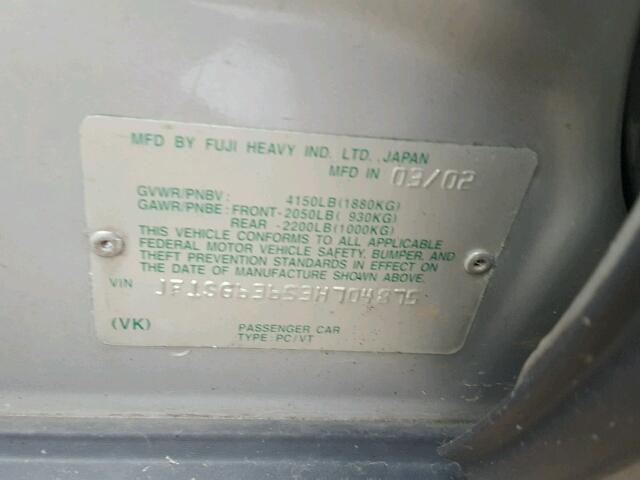 MFD BY FUJI HEAVY IND. LTD., JAPAN
MFD IN 03/02
GVWR/PNBV: 4150LB(1880KG)
GAWR/PNBE: FRONT-2050LB( 930KG)
REAR -2200LB(1000KG)
THIS VEHICLE CONFORMS TO ALL APPLICABLE
FEDERAL MOTOR VEHICLE SAFETY, BUMPER, AND
THEFT PREVENTION STANDARDS IN EFFECT ON
THE DATE OF MANUFACTURE SHOWN ABOVE.
VIN JF1SG63653H704875
(VK) PASSENGER CAR
TYPE: PC/VT